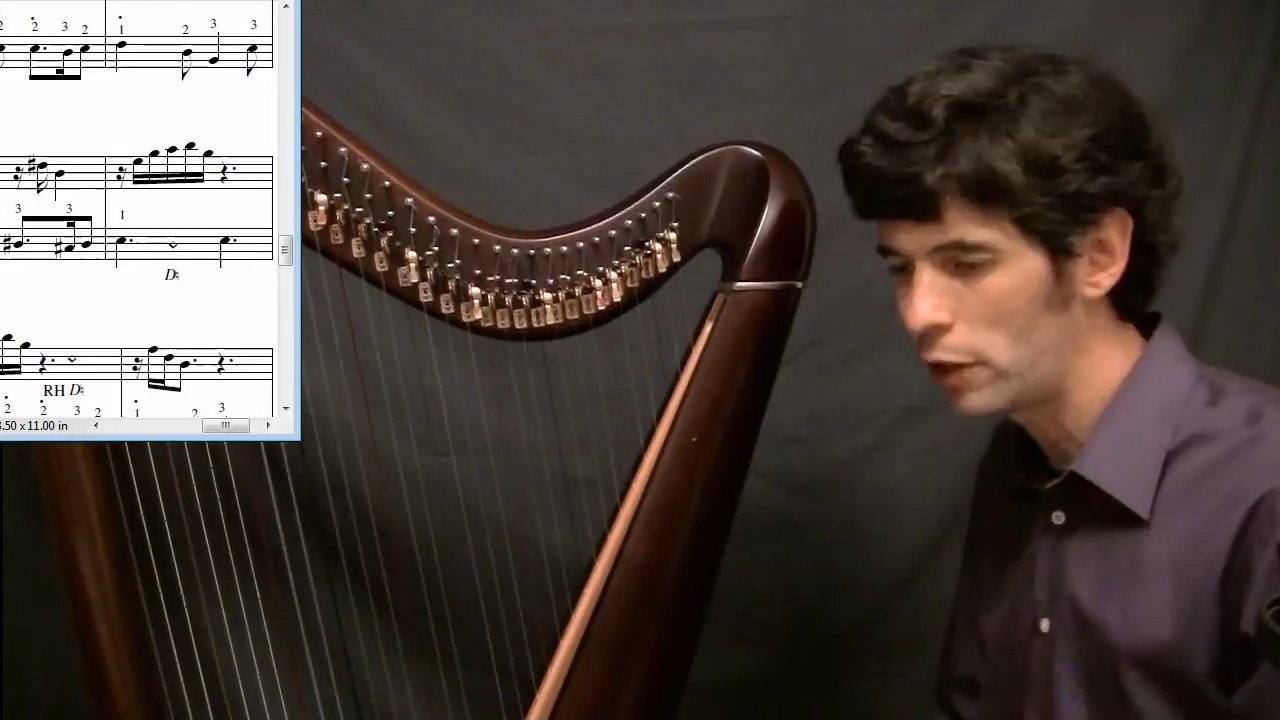 2 2 3 2 1 2 3 3
3 3 1
D:
RH D:
2 2 3 2 1 2 3
.50 x 11.00 in